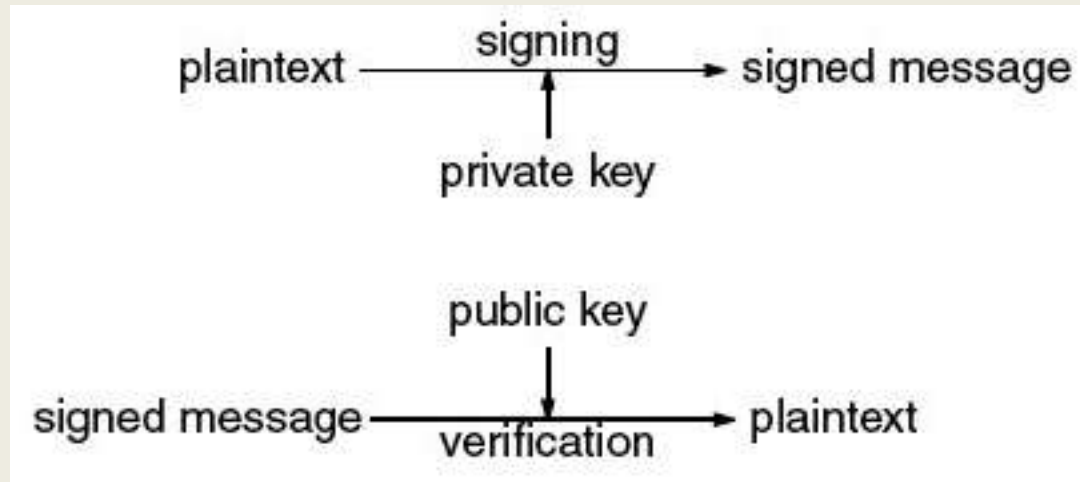 signing
plaintext signed message
private key
public key
signed message plaintext
verification